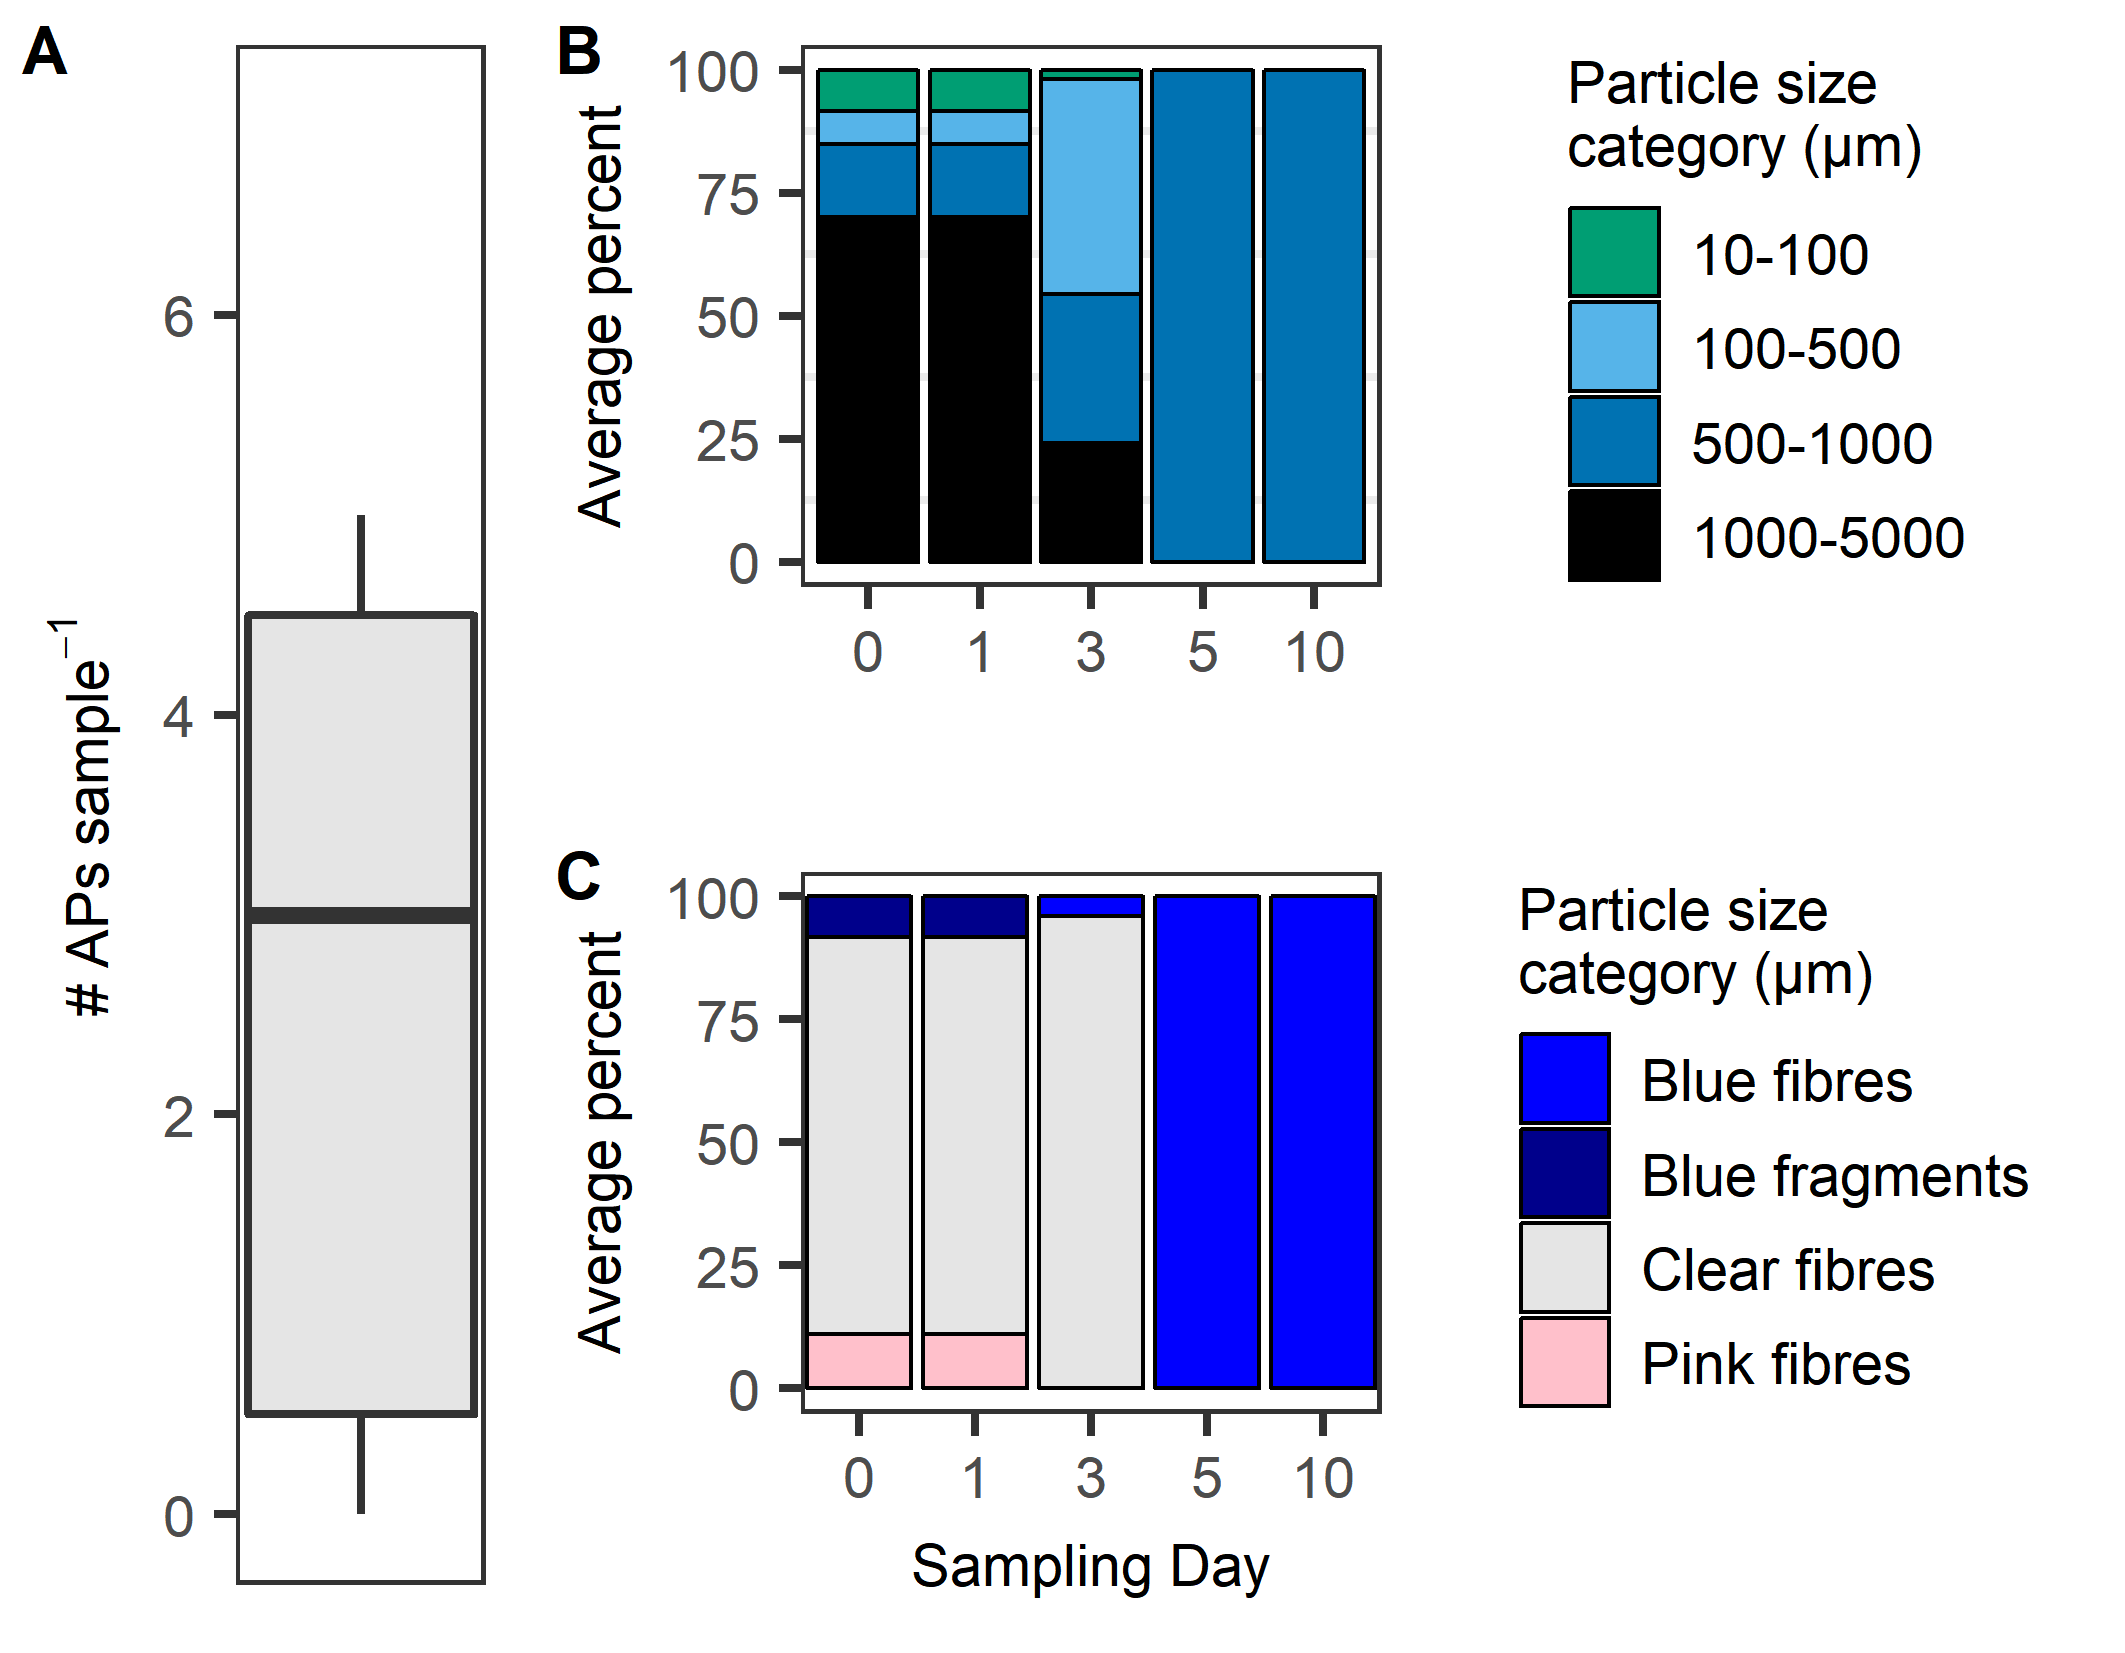 A
# APs sample⁻¹
6
4
2
0
B
Average percent
100
75
50
25
0
0 1 3 5 10
Particle size
category (µm)
10-100
100-500
500-1000
1000-5000
C
Average percent
100
75
50
25
0
0 1 3 5 10
Sampling Day
Particle size
category (µm)
Blue fibres
Blue fragments
Clear fibres
Pink fibres